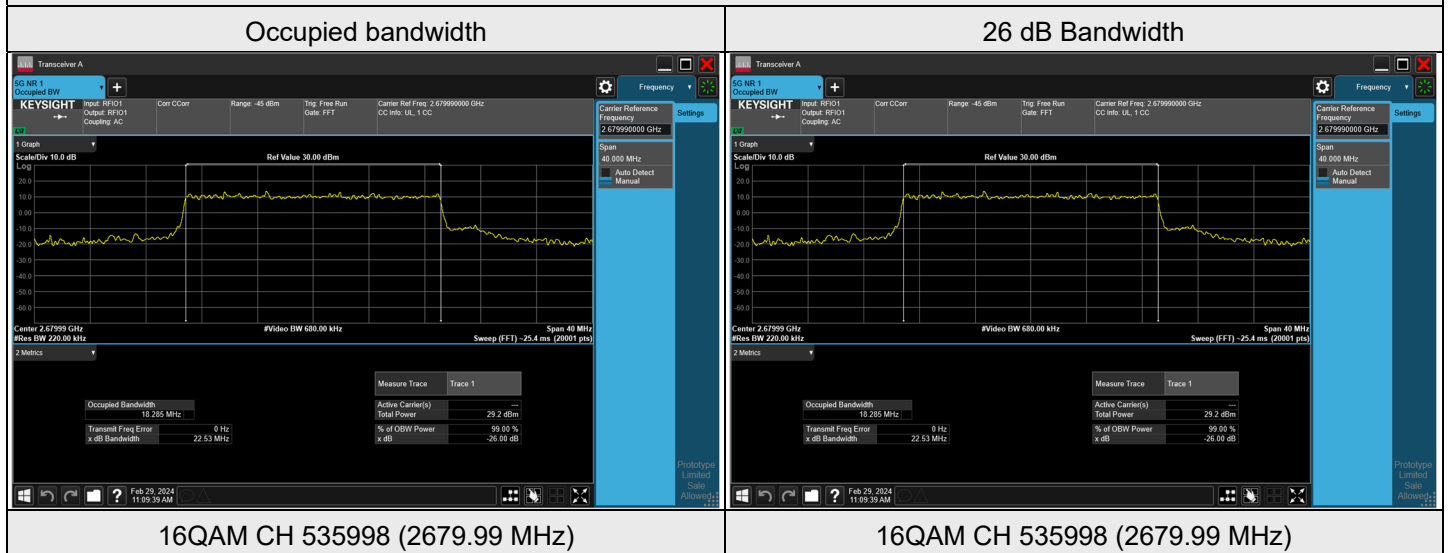 Occupied bandwidth
26 dB Bandwidth
Transceiver A
5G NR 1
Occupied BW
+
Frequency
KEYSIGHT
LXI
Input: RFIO1
Output: RFIO1
Coupling: AC
Corr CCorr
Range: -45 dBm
Trig: Free Run
Gate: FFT
Carrier Ref Freq: 2.679990000 GHz
CC Info: UL, 1 CC
Carrier Reference
Frequency
2.679990000 GHz
Settings
Span
40.000 MHz
Auto Detect
Manual
1 Graph
Scale/Div 10.0 dB
Ref Value 30.00 dBm
Log
20.0
10.0
0.00
-10.0
-20.0
-30.0
-40.0
-50.0
-60.0
Center 2.67999 GHz
#Video BW 680.00 kHz
Span 40 MHz
#Res BW 220.00 kHz
Sweep (FFT) ~25.4 ms (20001 pts)
2 Metrics
Measure Trace Trace 1
Occupied Bandwidth
18.285 MHz
Active Carrier(s) ---
Total Power 29.2 dBm
Transmit Freq Error 0 Hz
x dB Bandwidth 22.53 MHz
% of OBW Power 99.00 %
x dB -26.00 dB
Prototype
Limited
Sale
Allowed
?
Feb 29, 2024
11:09:39 AM
Transceiver A
5G NR 1
Occupied BW
+
Frequency
KEYSIGHT
LXI
Input: RFIO1
Output: RFIO1
Coupling: AC
Corr CCorr
Range: -45 dBm
Trig: Free Run
Gate: FFT
Carrier Ref Freq: 2.679990000 GHz
CC Info: UL, 1 CC
Carrier Reference
Frequency
2.679990000 GHz
Settings
Span
40.000 MHz
Auto Detect
Manual
1 Graph
Scale/Div 10.0 dB
Ref Value 30.00 dBm
Log
20.0
10.0
0.00
-10.0
-20.0
-30.0
-40.0
-50.0
-60.0
Center 2.67999 GHz
#Video BW 680.00 kHz
Span 40 MHz
#Res BW 220.00 kHz
Sweep (FFT) ~25.4 ms (20001 pts)
2 Metrics
Measure Trace Trace 1
Occupied Bandwidth
18.285 MHz
Active Carrier(s) ---
Total Power 29.2 dBm
Transmit Freq Error 0 Hz
x dB Bandwidth 22.53 MHz
% of OBW Power 99.00 %
x dB -26.00 dB
Prototype
Limited
Sale
Allowed
?
Feb 29, 2024
11:09:39 AM
16QAM CH 535998 (2679.99 MHz)
16QAM CH 535998 (2679.99 MHz)